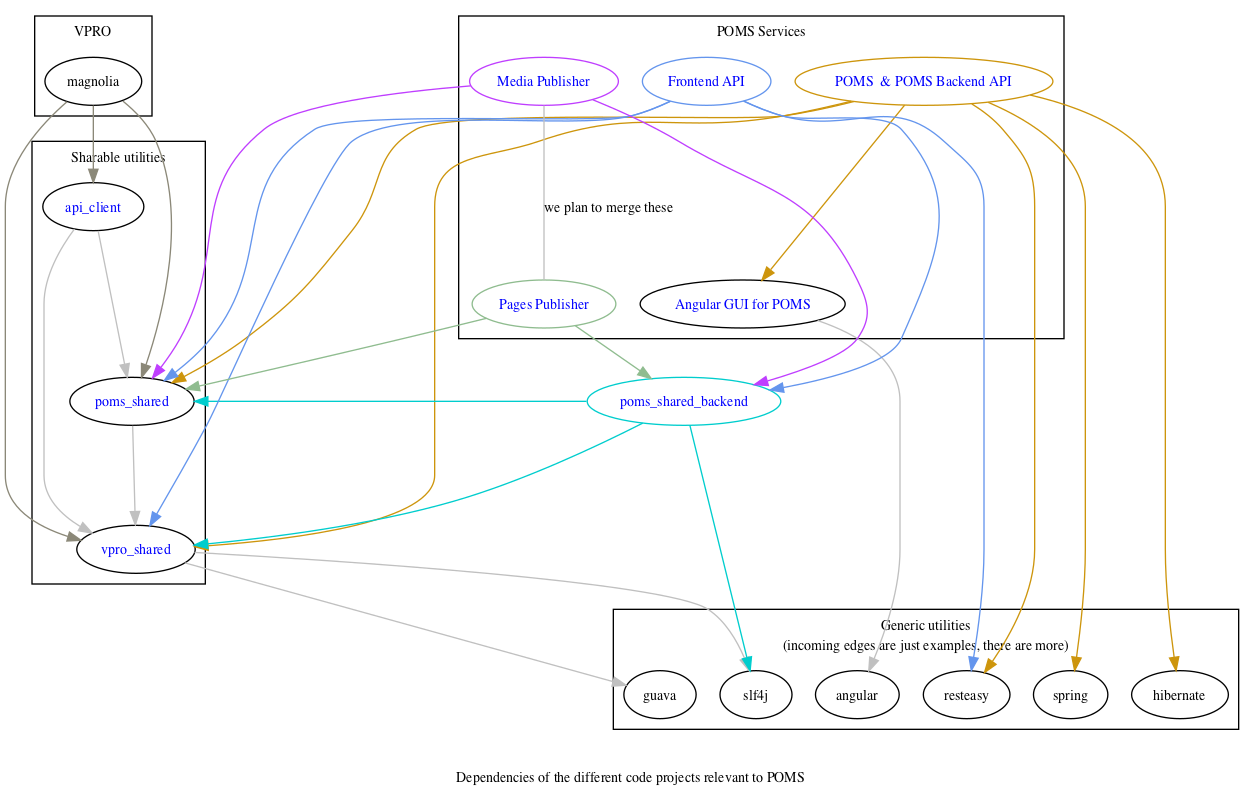 VPRO
POMS Services
magnolia
Media Publisher
Frontend API
POMS & POMS Backend API
Sharable utilities
api_client
we plan to merge these
Pages Publisher
Angular GUI for POMS
poms_shared
poms_shared_backend
vpro_shared
Generic utilities
(incoming edges are just examples, there are more)
guava
slf4j
angular
resteasy
spring
hibernate
Dependencies of the different code projects relevant to POMS